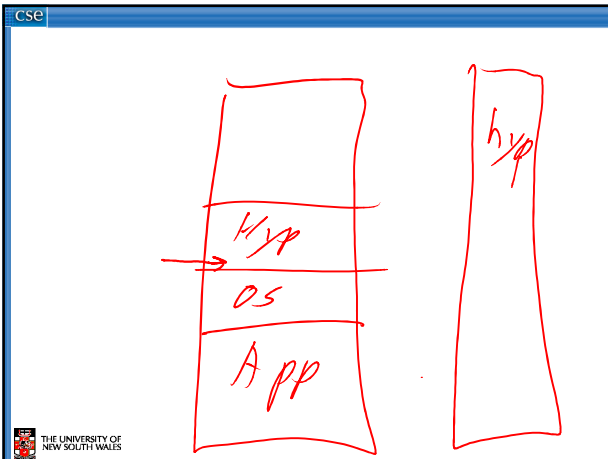 cse
hyp
Hyp
OS
App
THE UNIVERSITY OF
NEW SOUTH WALES